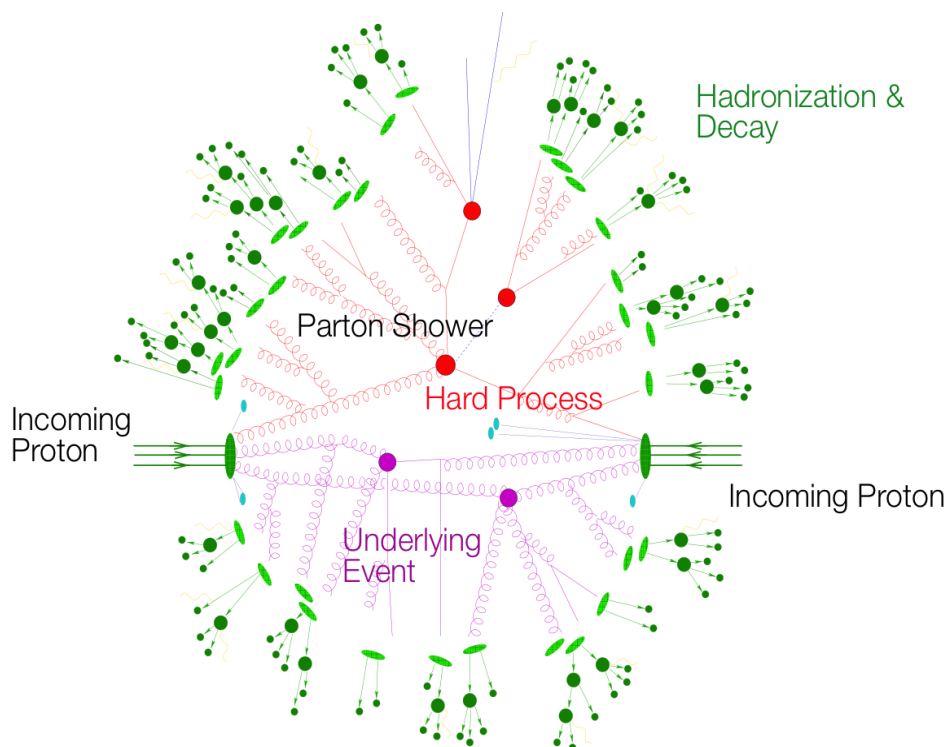 Hadronization &
Decay
Parton Shower
Hard Process
Incoming
Proton
Incoming Proton
Underlying
Event